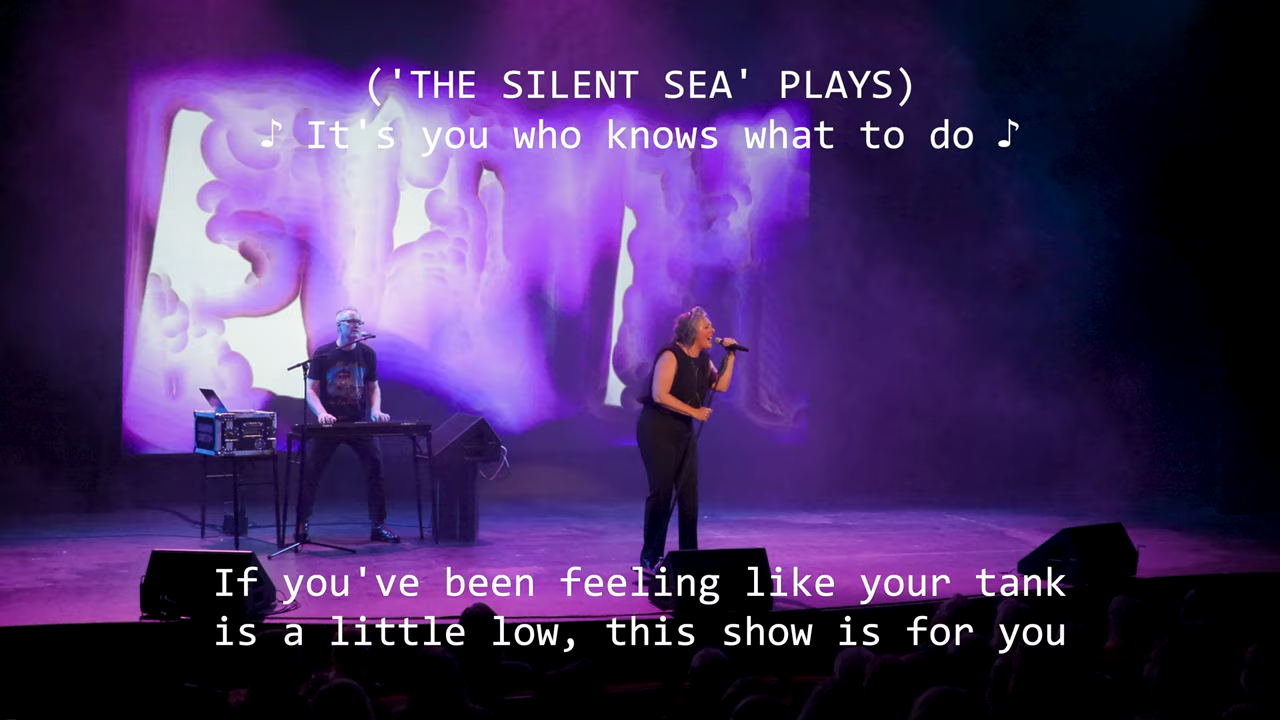 ('THE SILENT SEA' PLAYS)
♪ It's you who knows what to do ♪
If you've been feeling like your tank
is a little low, this show is for you